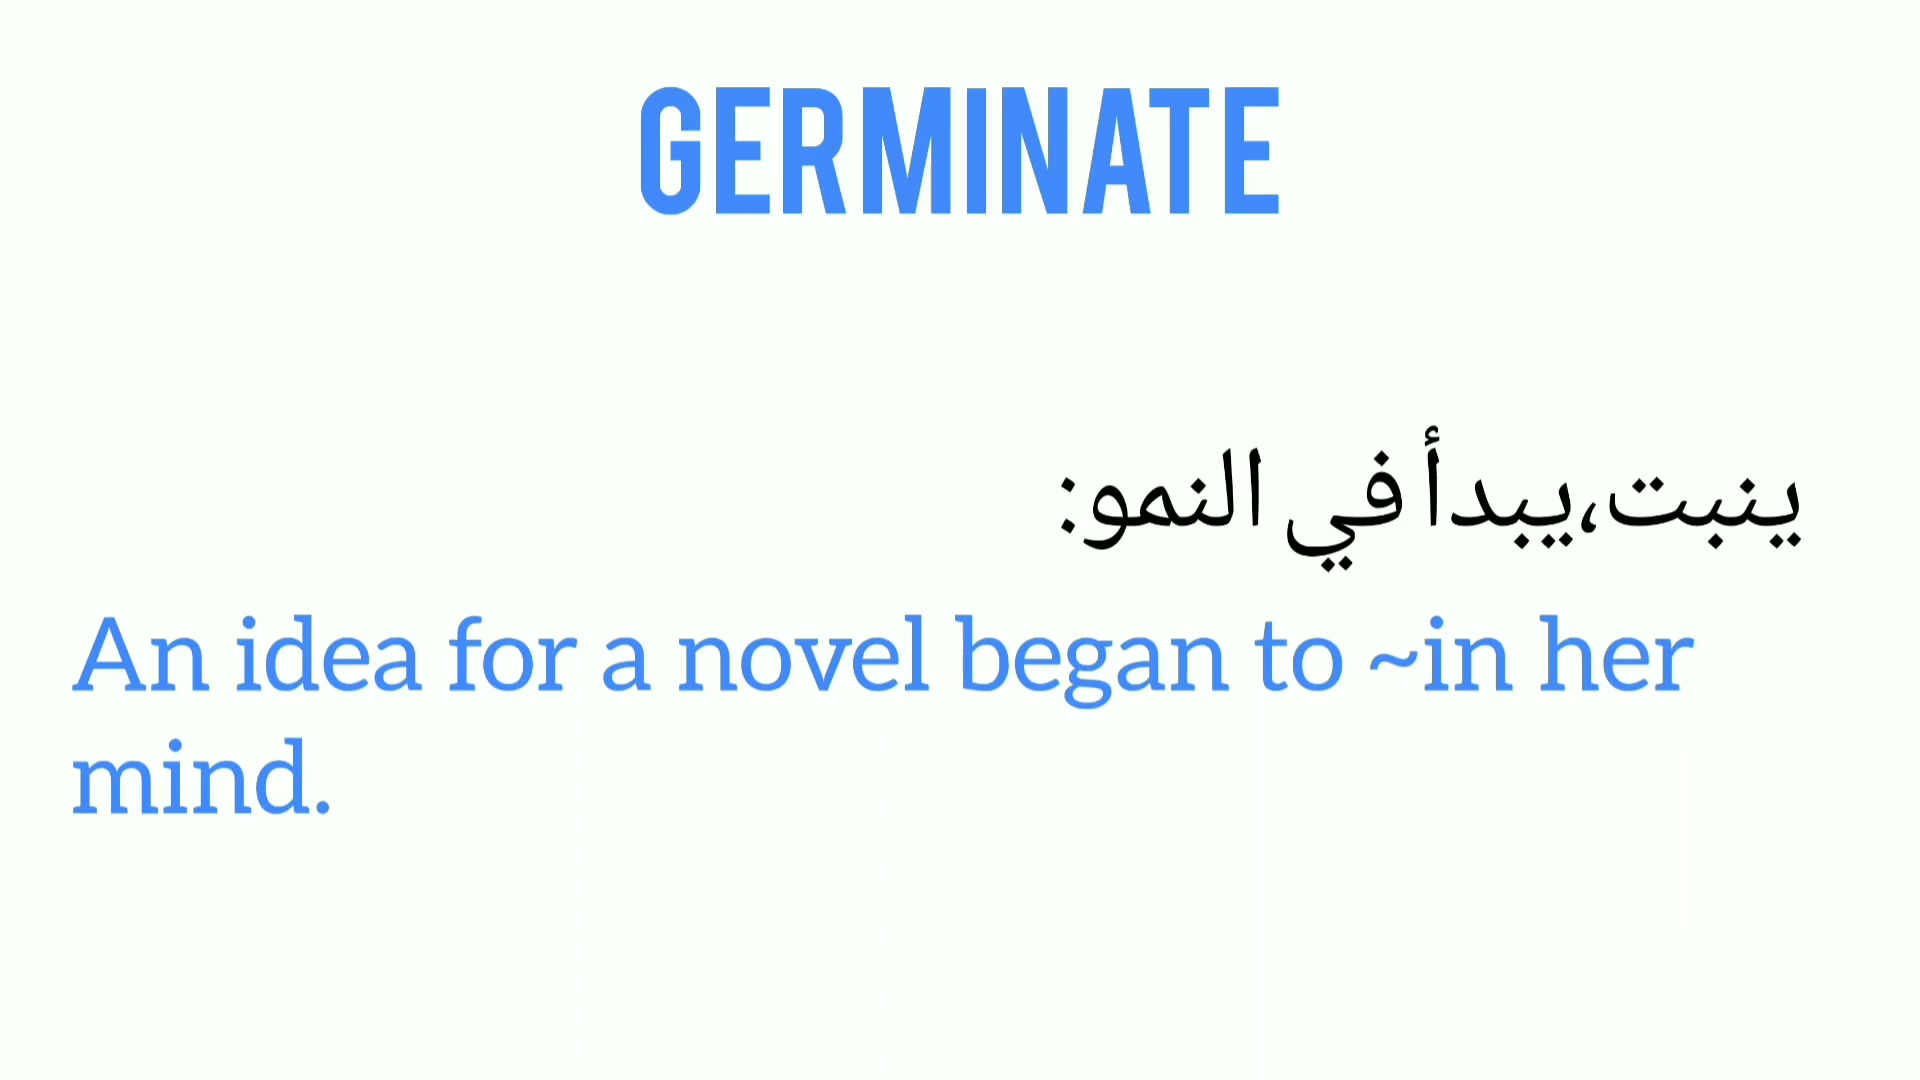 GERMINATE
ينبت،يبدأ في النمو:
An idea for a novel began to ~in her
mind.